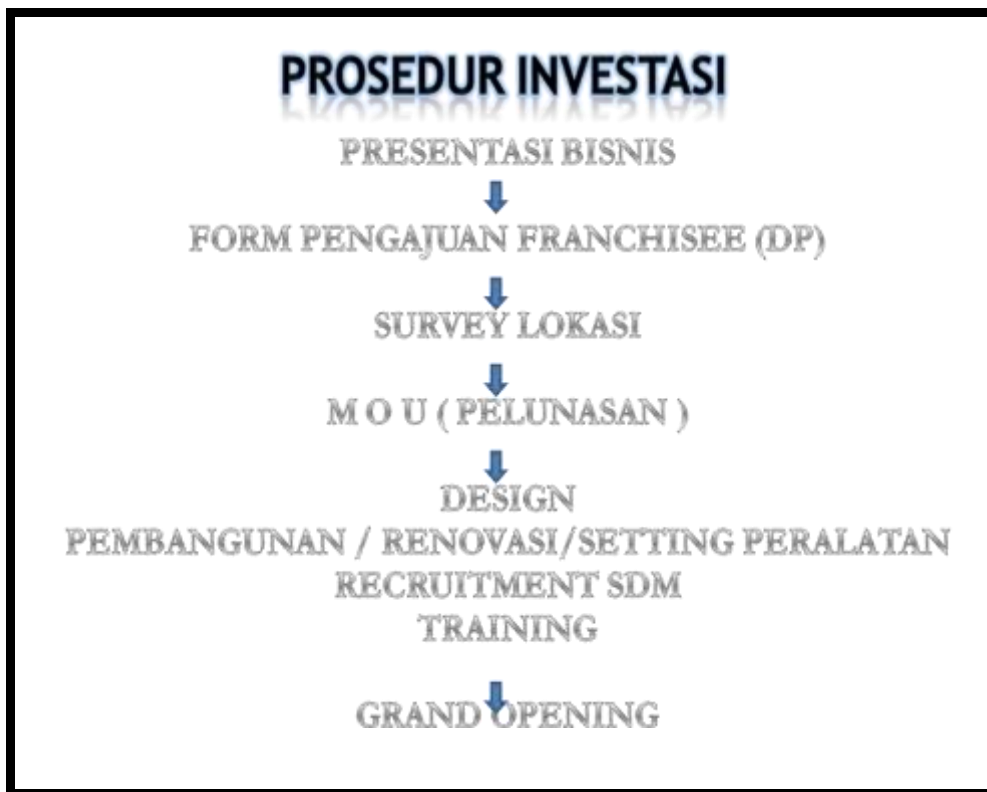 PROSEDUR INVESTASI
PRESENTASI BISNIS
FORM PENGAJUAN FRANCHISEE (DP)
SURVEY LOKASI
M O U ( PELUNASAN )
DESIGN
PEMBANGUNAN / RENOVASI/SETTING PERALATAN
RECRUITMENT SDM
TRAINING
GRAND OPENING